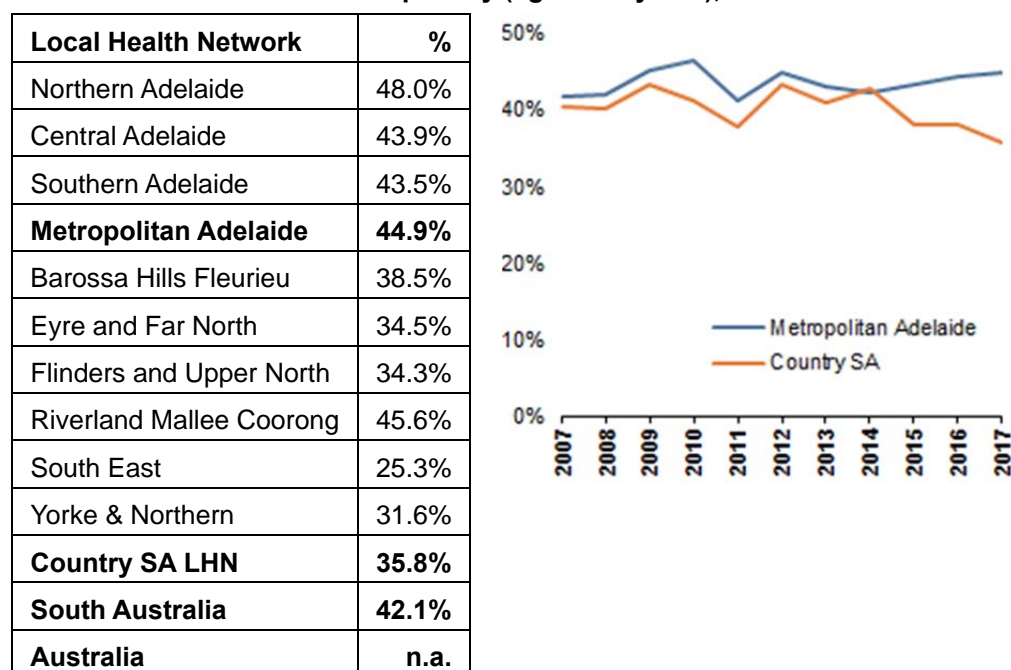 Local Health Network %
Northern Adelaide 48.0%
Central Adelaide 43.9%
Southern Adelaide 43.5%
Metropolitan Adelaide 44.9%
Barossa Hills Fleurieu 38.5%
Eyre and Far North 34.5%
Flinders and Upper North 34.3%
Riverland Mallee Coorong 45.6%
South East 25.3%
Yorke & Northern 31.6%
Country SA LHN 35.8%
South Australia 42.1%
Australia n.a.
50%
40%
30%
20%
10%
0%
Metropolitan Adelaide
Country SA
2007 2008 2009 2010 2011 2012 2013 2014 2015 2016 2017